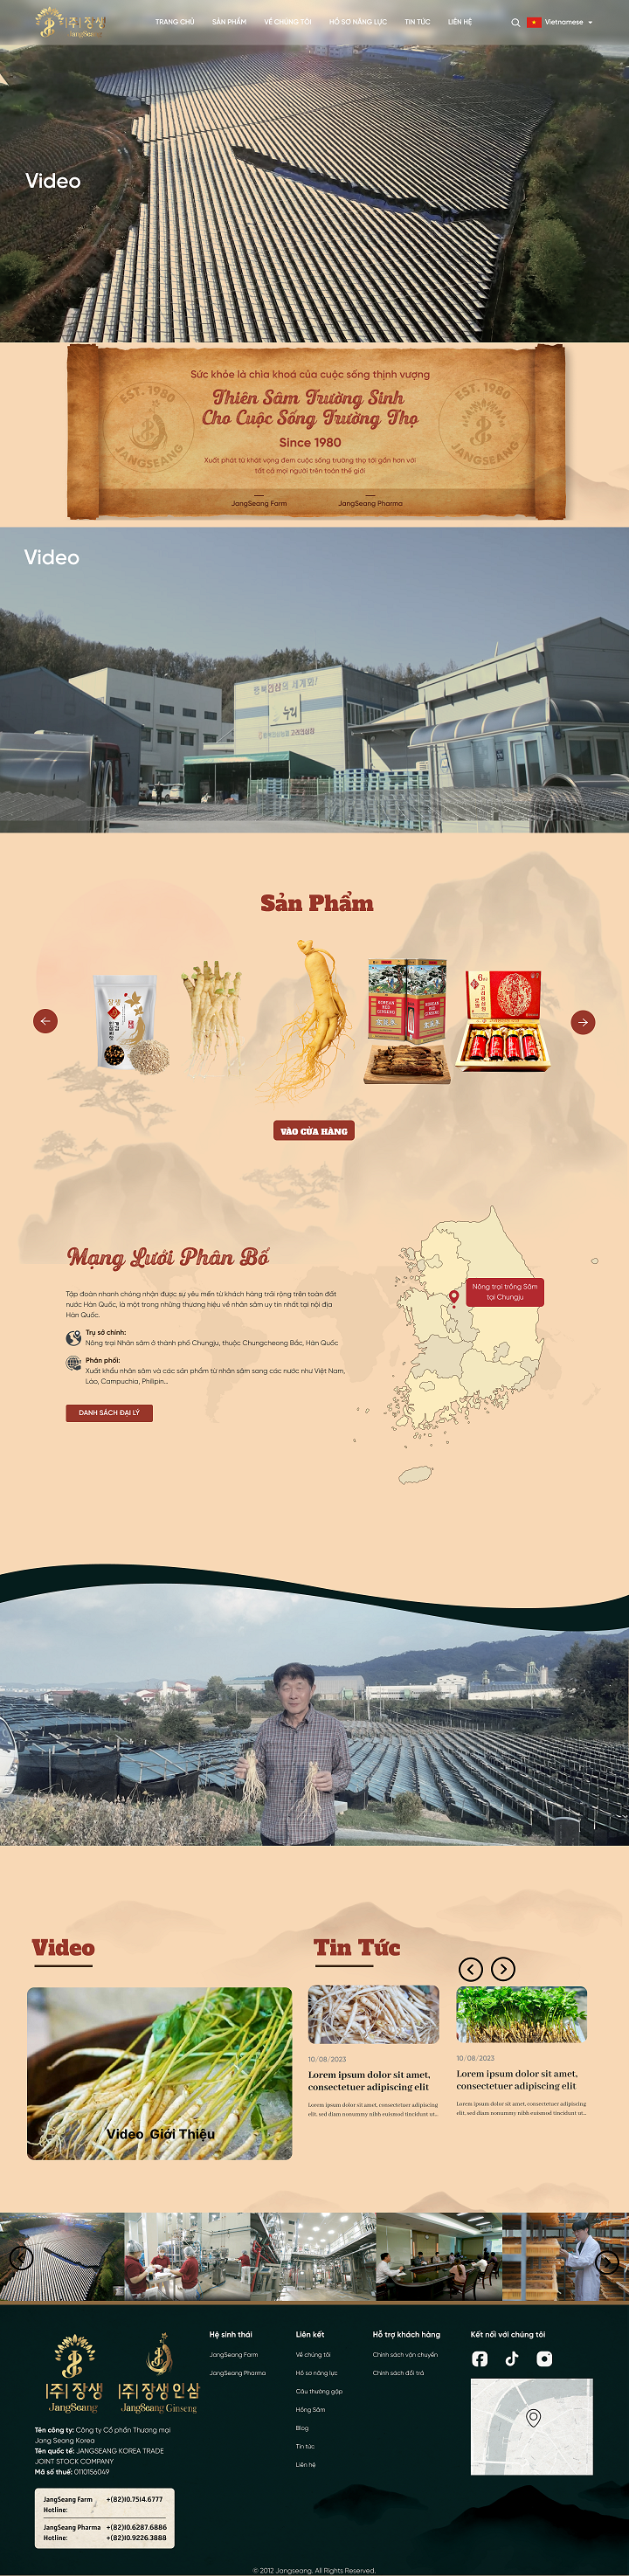 (주)장생
JangSeang
TRANG CHỦ
SẢN PHẨM
VỀ CHÚNG TÔI
HỒ SƠ NĂNG LỰC
TIN TỨC
LIÊN HỆ
Vietnamese
Video
Sức khỏe là chìa khoá của cuộc sống thịnh vượng
Thiên Sâm Trường Sinh
Cho Cuộc Sống Trường Thọ
Since 1980
Xuất phát từ khát vọng đem cuộc sống trường thọ tới gần hơn với
tất cả mọi người trên toàn thế giới
JangSeang Farm
JangSeang Pharma
EST. 1980
JANGSEANG
EST. 1980
JANGSEANG
Video
Sản Phẩm
장생
KOREAN
RED
GINSENG
KOREAN
RED
GINSENG
6년근
VÀO CỬA HÀNG
Mạng Lưới Phân Bố
Tập đoàn nhanh chóng nhận được sự yêu mến từ khách hàng trải rộng trên toàn đất
nước Hàn Quốc, là một trong những thương hiệu về nhân sâm uy tín nhất tại nội địa
Hàn Quốc.
Trụ sở chính:
Nông trại Nhân sâm ở thành phố Chungju, thuộc Chungcheong Bắc, Hàn Quốc
Phân phối:
Xuất khẩu nhân sâm và các sản phẩm từ nhân sâm sang các nước như Việt Nam,
Lào, Campuchia, Philipin...
DANH SÁCH ĐẠI LÝ
Nông trại trồng Sâm
tại Chungju
Video
Video Giới Thiệu
Tin Tức
10/08/2023
Lorem ipsum dolor sit amet,
consectetuer adipiscing elit
Lorem ipsum dolor sit amet, consectetuer adipiscing
elit, sed diam nonummy nibh euismod tincidunt ut...
10/08/2023
Lorem ipsum dolor sit amet,
consectetuer adipiscing elit
Lorem ipsum dolor sit amet, consectetuer adipiscing
elit, sed diam nonummy nibh euismod tincidunt ut...
(주)장생
JangSeang
(주)장생인삼
JangSeang Ginseng
Tên công ty: Công ty Cổ phần Thương mại
Jang Seang Korea
Tên quốc tế: JANGSEANG KOREA TRADE
JOINT STOCK COMPANY
Mã số thuế: 0110156049
JangSeang Farm +(82)10.7514.6777
Hotline:
JangSeang Pharma +(82)10.6287.6886
Hotline: +(82)10.9226.3888
Hệ sinh thái
JangSeang Farm
JangSeang Pharma
Liên kết
Về chúng tôi
Hồ sơ năng lực
Câu thường gặp
Hồng Sâm
Blog
Tin tức
Liên hệ
Hỗ trợ khách hàng
Chính sách vận chuyển
Chính sách đổi trả
Kết nối với chúng tôi
© 2012 Jangseang. All Rights Reserved.